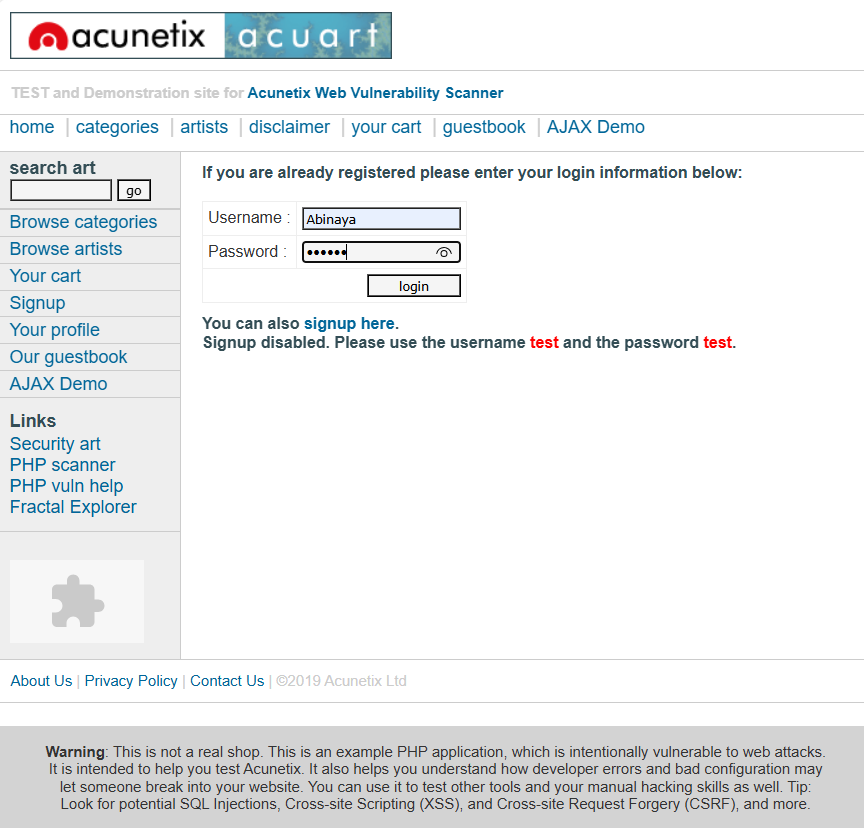 acunetix acuart
TEST and Demonstration site for Acunetix Web Vulnerability Scanner
home | categories | artists | disclaimer | your cart | guestbook | AJAX Demo
search art
go
Browse categories
Browse artists
Your cart
Signup
Your profile
Our guestbook
AJAX Demo
Links
Security art
PHP scanner
PHP vuln help
Fractal Explorer
If you are already registered please enter your login information below:
Username : Abinaya
Password : ••••••
login
You can also signup here.
Signup disabled. Please use the username test and the password test.
About Us | Privacy Policy | Contact Us | ©2019 Acunetix Ltd
Warning: This is not a real shop. This is an example PHP application, which is intentionally vulnerable to web attacks.
It is intended to help you test Acunetix. It also helps you understand how developer errors and bad configuration may
let someone break into your website. You can use it to test other tools and your manual hacking skills as well. Tip:
Look for potential SQL Injections, Cross-site Scripting (XSS), and Cross-site Request Forgery (CSRF), and more.